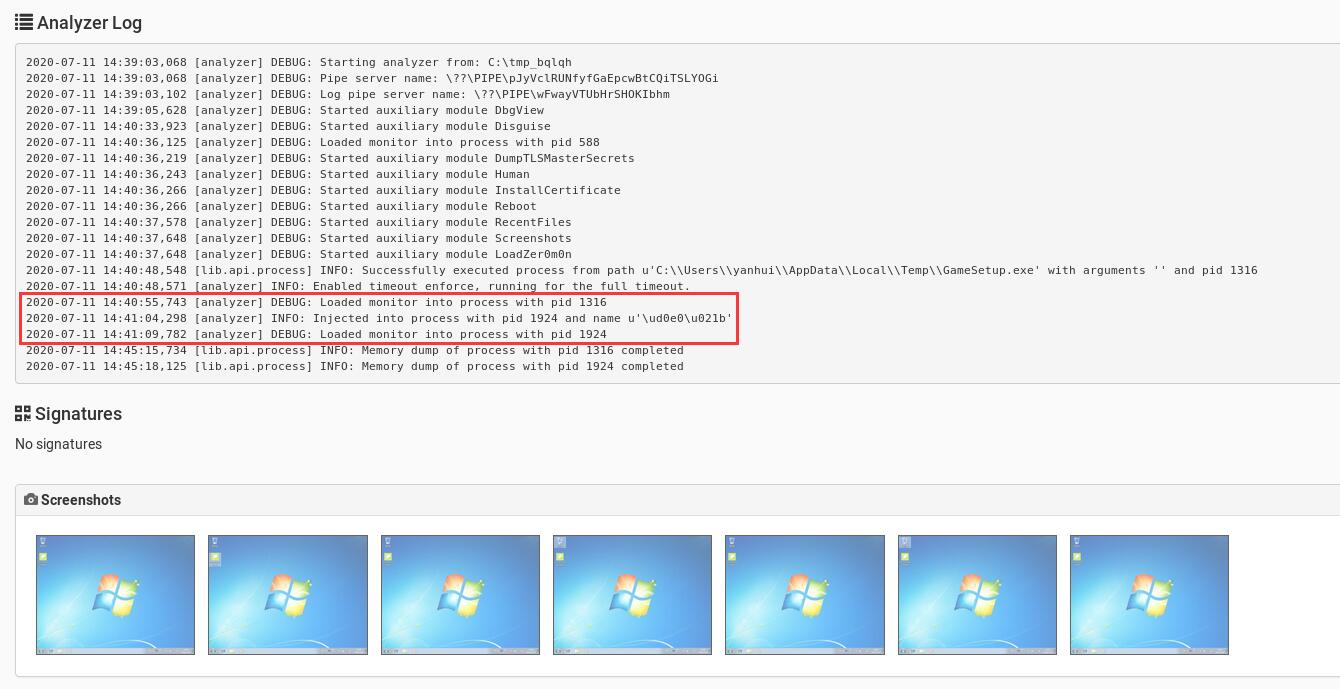 Analyzer Log
2020-07-11 14:39:03,068 [analyzer] DEBUG: Starting analyzer from: C:\tmp_bqlqh
2020-07-11 14:39:03,068 [analyzer] DEBUG: Pipe server name: \??\PIPE\pJyVclRUNfyfGaEpcwBtCQiTSLYOGi
2020-07-11 14:39:03,102 [analyzer] DEBUG: Log pipe server name: \??\PIPE\wFwayVTUbHrSHOKIbhm
2020-07-11 14:39:05,628 [analyzer] DEBUG: Started auxiliary module DbgView
2020-07-11 14:40:33,923 [analyzer] DEBUG: Started auxiliary module Disguise
2020-07-11 14:40:36,125 [analyzer] DEBUG: Loaded monitor into process with pid 588
2020-07-11 14:40:36,219 [analyzer] DEBUG: Started auxiliary module DumpTLSMasterSecrets
2020-07-11 14:40:36,243 [analyzer] DEBUG: Started auxiliary module Human
2020-07-11 14:40:36,266 [analyzer] DEBUG: Started auxiliary module InstallCertificate
2020-07-11 14:40:36,266 [analyzer] DEBUG: Started auxiliary module Reboot
2020-07-11 14:40:37,578 [analyzer] DEBUG: Started auxiliary module RecentFiles
2020-07-11 14:40:37,648 [analyzer] DEBUG: Started auxiliary module Screenshots
2020-07-11 14:40:37,648 [analyzer] DEBUG: Started auxiliary module LoadZer0m0n
2020-07-11 14:40:48,548 [lib.api.process] INFO: Successfully executed process from path u'C:\\Users\\yanhui\\AppData\\Local\\Temp\\GameSetup.exe' with arguments '' and pid 1316
2020-07-11 14:40:48,571 [analyzer] INFO: Enabled timeout enforce, running for the full timeout.
2020-07-11 14:40:55,743 [analyzer] DEBUG: Loaded monitor into process with pid 1316
2020-07-11 14:41:04,298 [analyzer] INFO: Injected into process with pid 1924 and name u'\ud0e0\u021b'
2020-07-11 14:41:09,782 [analyzer] DEBUG: Loaded monitor into process with pid 1924
2020-07-11 14:45:15,734 [lib.api.process] INFO: Memory dump of process with pid 1316 completed
2020-07-11 14:45:18,125 [lib.api.process] INFO: Memory dump of process with pid 1924 completed
Signatures
No signatures
Screenshots